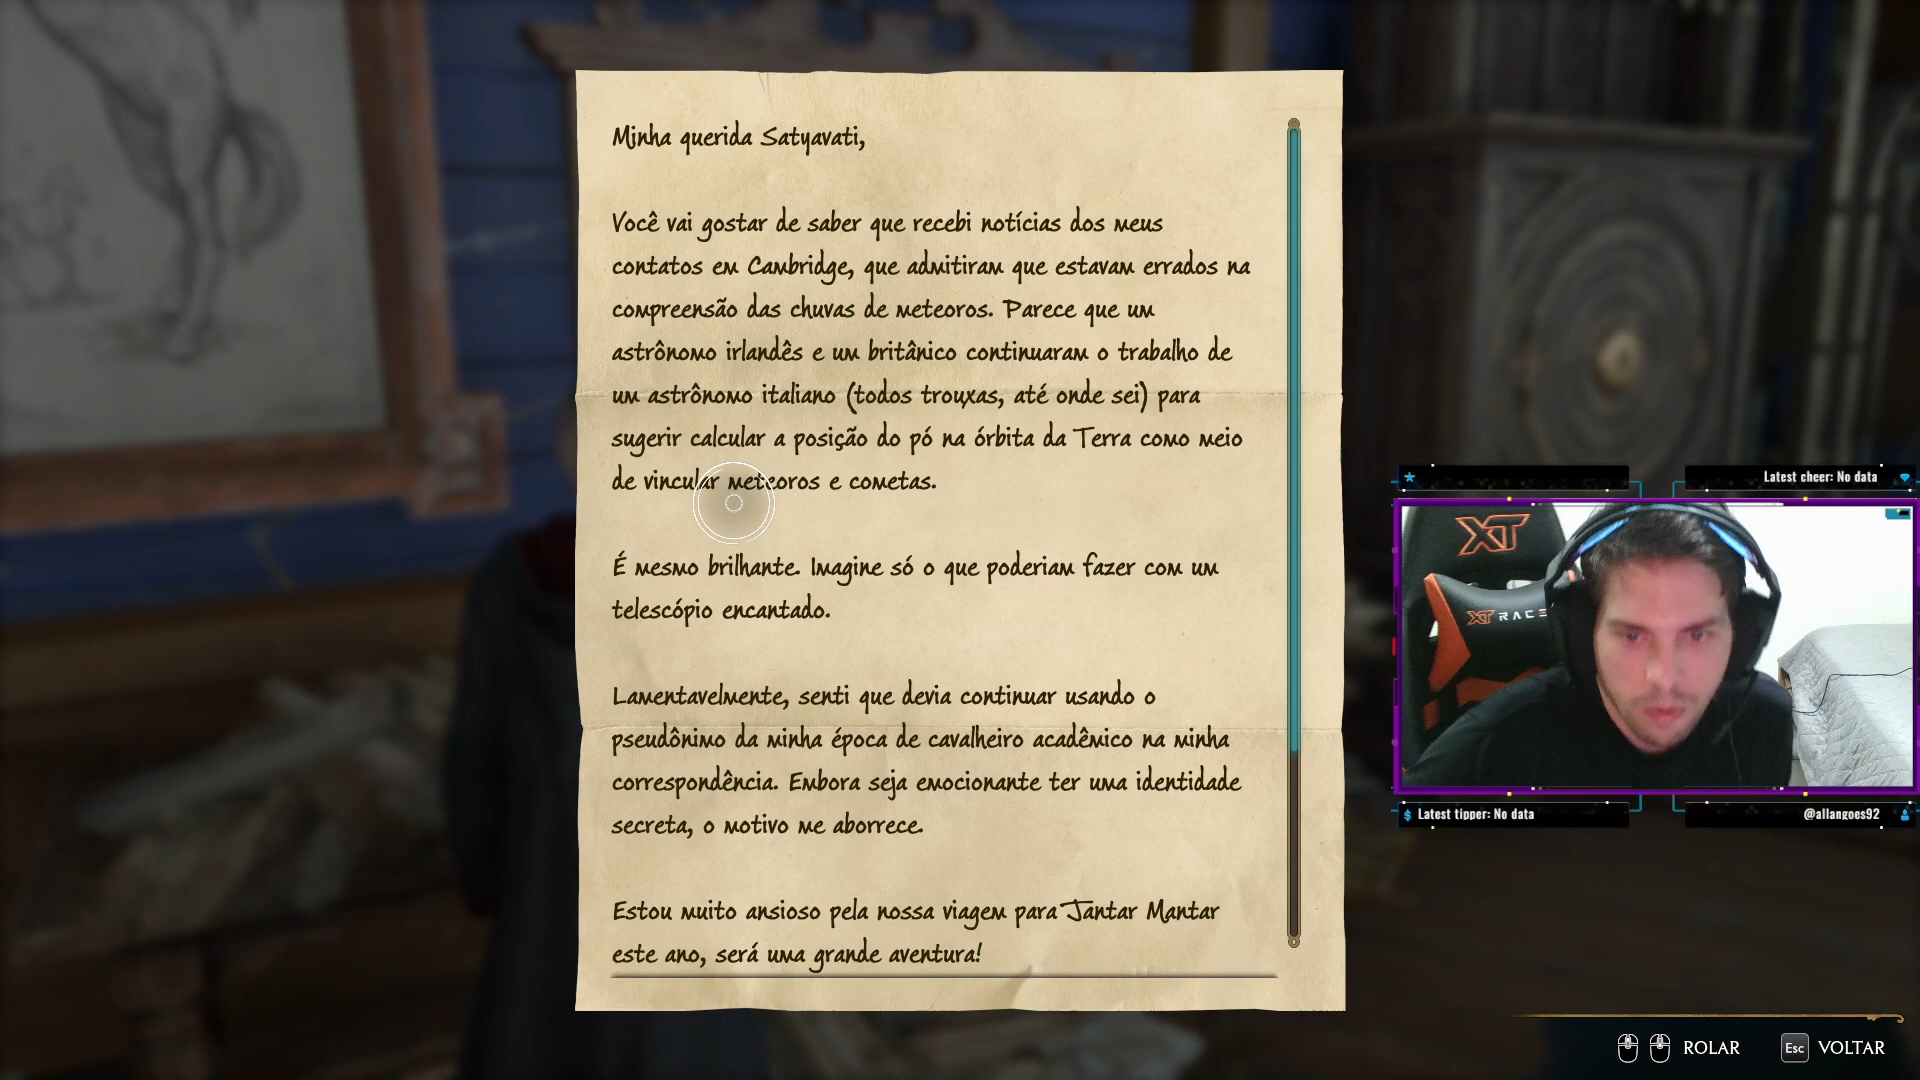 Minha querida Satyavati,
Você vai gostar de saber que recebi notícias dos meus
contatos em Cambridge, que admitiram que estavam errados na
compreensão das chuvas de meteoros. Parece que um
astrônomo irlandês e um britânico continuaram o trabalho de
um astrônomo italiano (todos trouxas, até onde sei) para
sugerir calcular a posição do pó na órbita da Terra como meio
de vincular meteoros e cometas.
É mesmo brilhante. Imagine só o que poderiam fazer com um
telescópio encantado.
Lamentavelmente, senti que devia continuar usando o
pseudônimo da minha época de cavalheiro acadêmico na minha
correspondência. Embora seja emocionante ter uma identidade
secreta, o motivo me aborrece.
Estou muito ansioso pela nossa viagem para Jantar Mantar
este ano, será uma grande aventura!
Latest cheer: No data
XT
XT RACE
Latest tipper: No data
@allangoes92
ROLAR
Esc VOLTAR